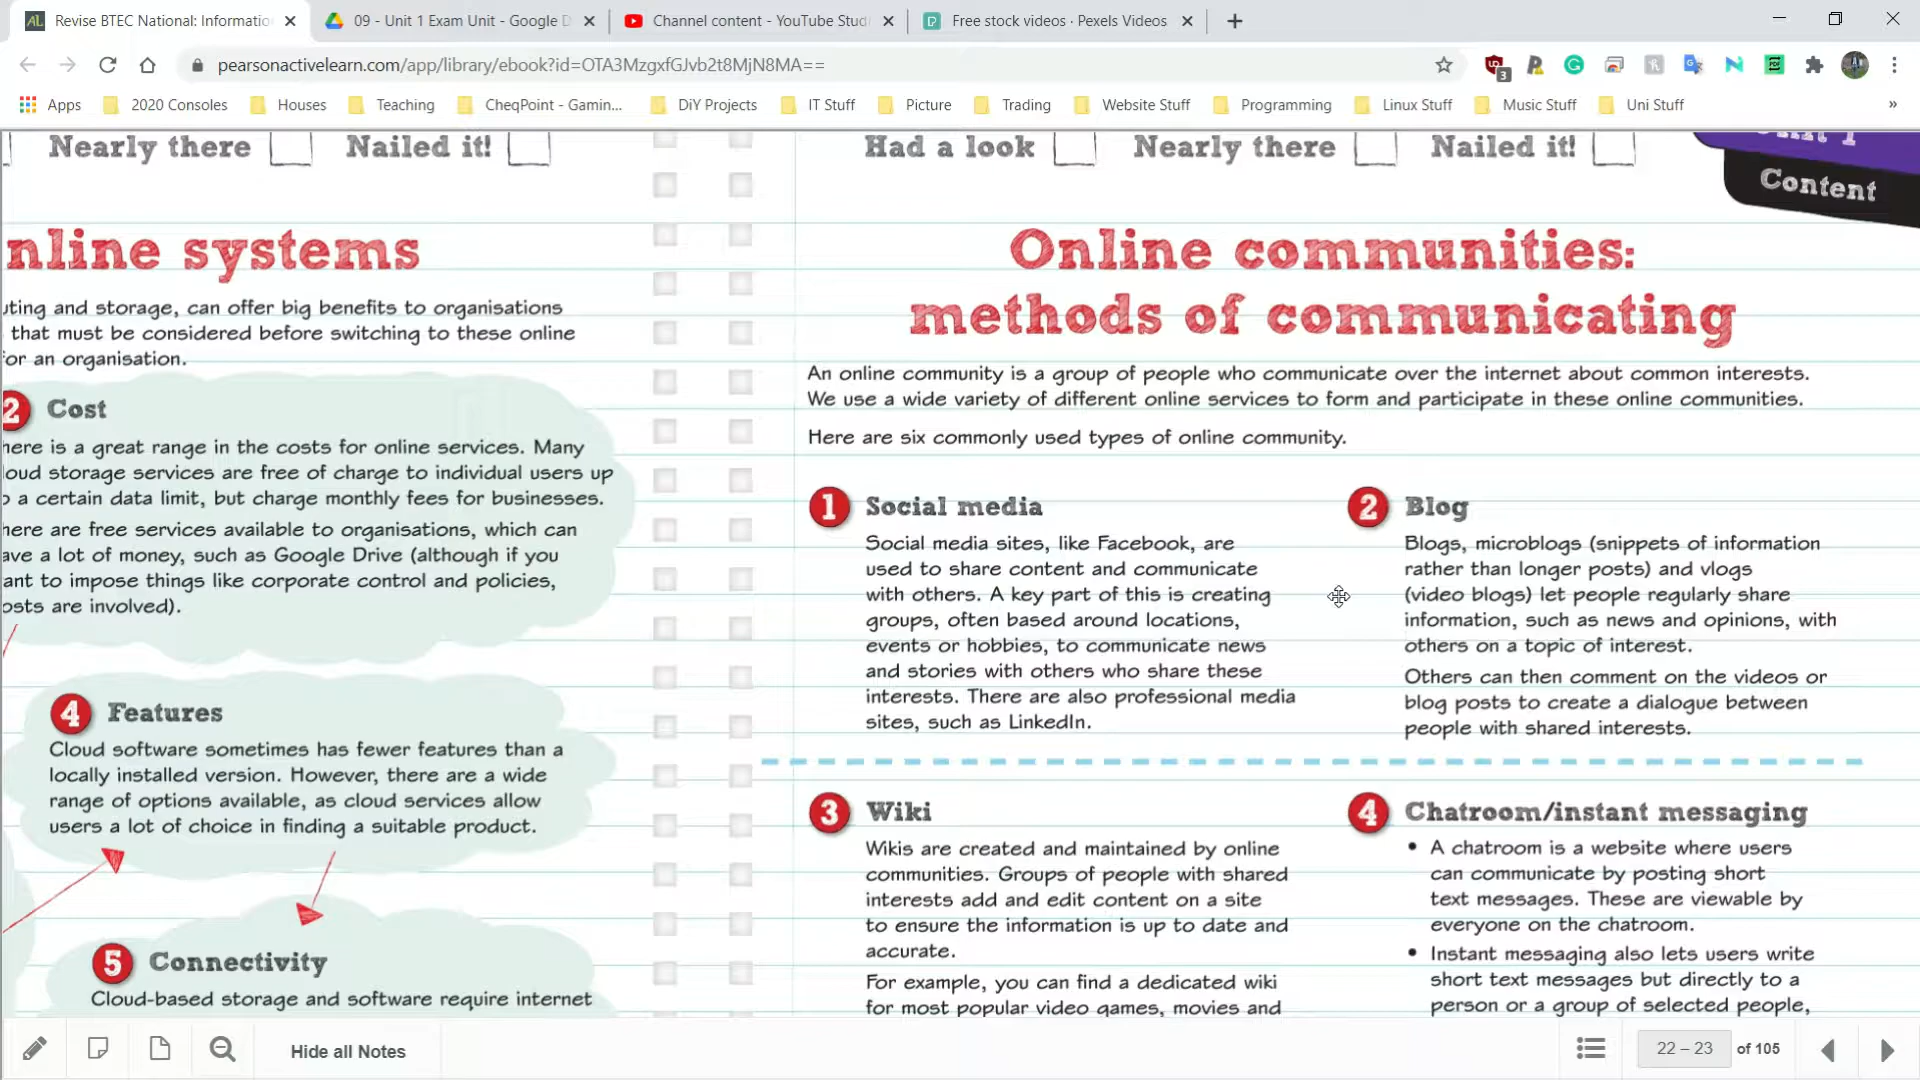 Revise BTEC National: Informatio
09 - Unit 1 Exam Unit - Google D
Channel content - YouTube Stud
Free stock videos · Pexels Videos
pearsonactivelearn.com/app/library/ebook?id=OTA3MzgxfGJvb2t8MjN8MA==
3
Apps
2020 Consoles
Houses
Teaching
CheqPoint - Gamin...
DiY Projects
IT Stuff
Picture
Trading
Website Stuff
Programming
Linux Stuff
Music Stuff
Uni Stuff
»
Nearly there
Nailed it!
Had a look
Nearly there
Nailed it!
Unit 1
Content
nline systems
uting and storage, can offer big benefits to organisations
that must be considered before switching to these online
for an organisation.
2 Cost
here is a great range in the costs for online services. Many
loud storage services are free of charge to individual users up
o a certain data limit, but charge monthly fees for businesses.
here are free services available to organisations, which can
ave a lot of money, such as Google Drive (although if you
ant to impose things like corporate control and policies,
osts are involved).
4 Features
Cloud software sometimes has fewer features than a
locally installed version. However, there are a wide
range of options available, as cloud services allow
users a lot of choice in finding a suitable product.
5 Connectivity
Cloud-based storage and software require internet
Online communities:
methods of communicating
An online community is a group of people who communicate over the internet about common interests.
We use a wide variety of different online services to form and participate in these online communities.
Here are six commonly used types of online community.
1 Social media
Social media sites, like Facebook, are
used to share content and communicate
with others. A key part of this is creating
groups, often based around locations,
events or hobbies, to communicate news
and stories with others who share these
interests. There are also professional media
sites, such as LinkedIn.
2 Blog
Blogs, microblogs (snippets of information
rather than longer posts) and vlogs
(video blogs) let people regularly share
information, such as news and opinions, with
others on a topic of interest.
Others can then comment on the videos or
blog posts to create a dialogue between
people with shared interests.
3 Wiki
Wikis are created and maintained by online
communities. Groups of people with shared
interests add and edit content on a site
to ensure the information is up to date and
accurate.
For example, you can find a dedicated wiki
for most popular video games, movies and
4 Chatroom/instant messaging
• A chatroom is a website where users
can communicate by posting short
text messages. These are viewable by
everyone on the chatroom.
• Instant messaging also lets users write
short text messages but directly to a
person or a group of selected people,
Hide all Notes
22 – 23 of 105